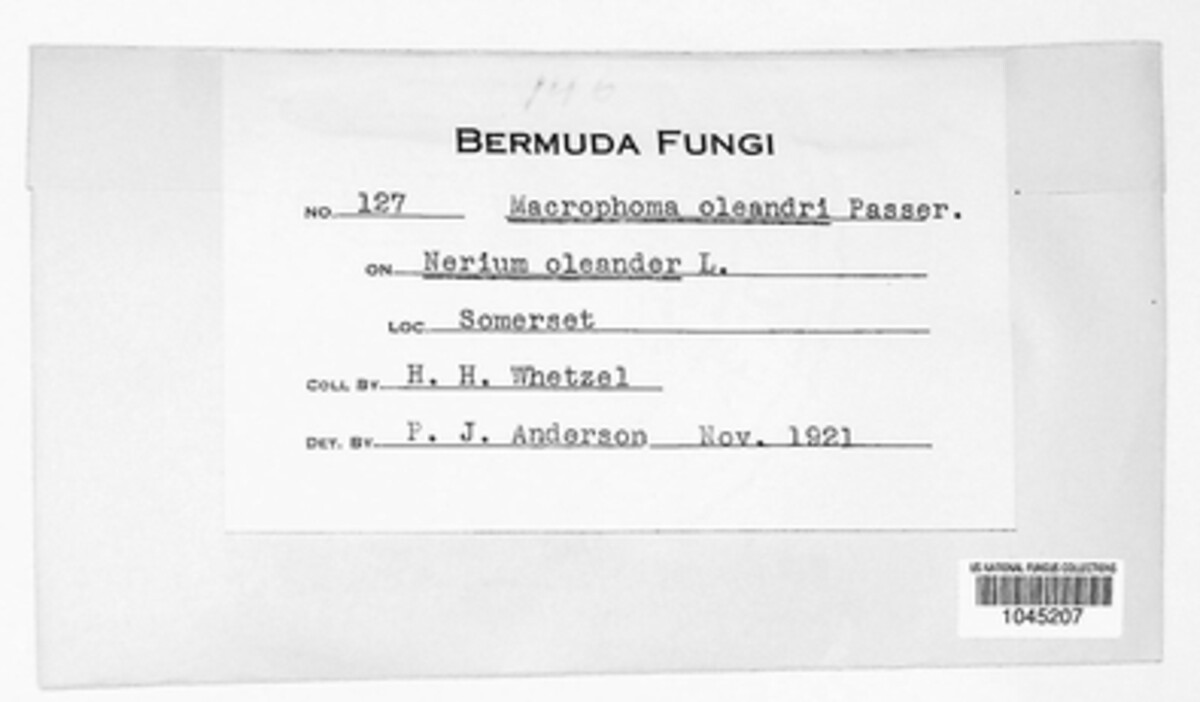 BERMUDA FUNGI
NO. 127 Macrophoma oleandri Passer.
ON Nerium oleander L.
LOC. Somerset
COLL. BY. H. H. Whetzel
DET. BY. P. J. Anderson Nov. 1921
US NATIONAL FUNGUS COLLECTIONS
1045207